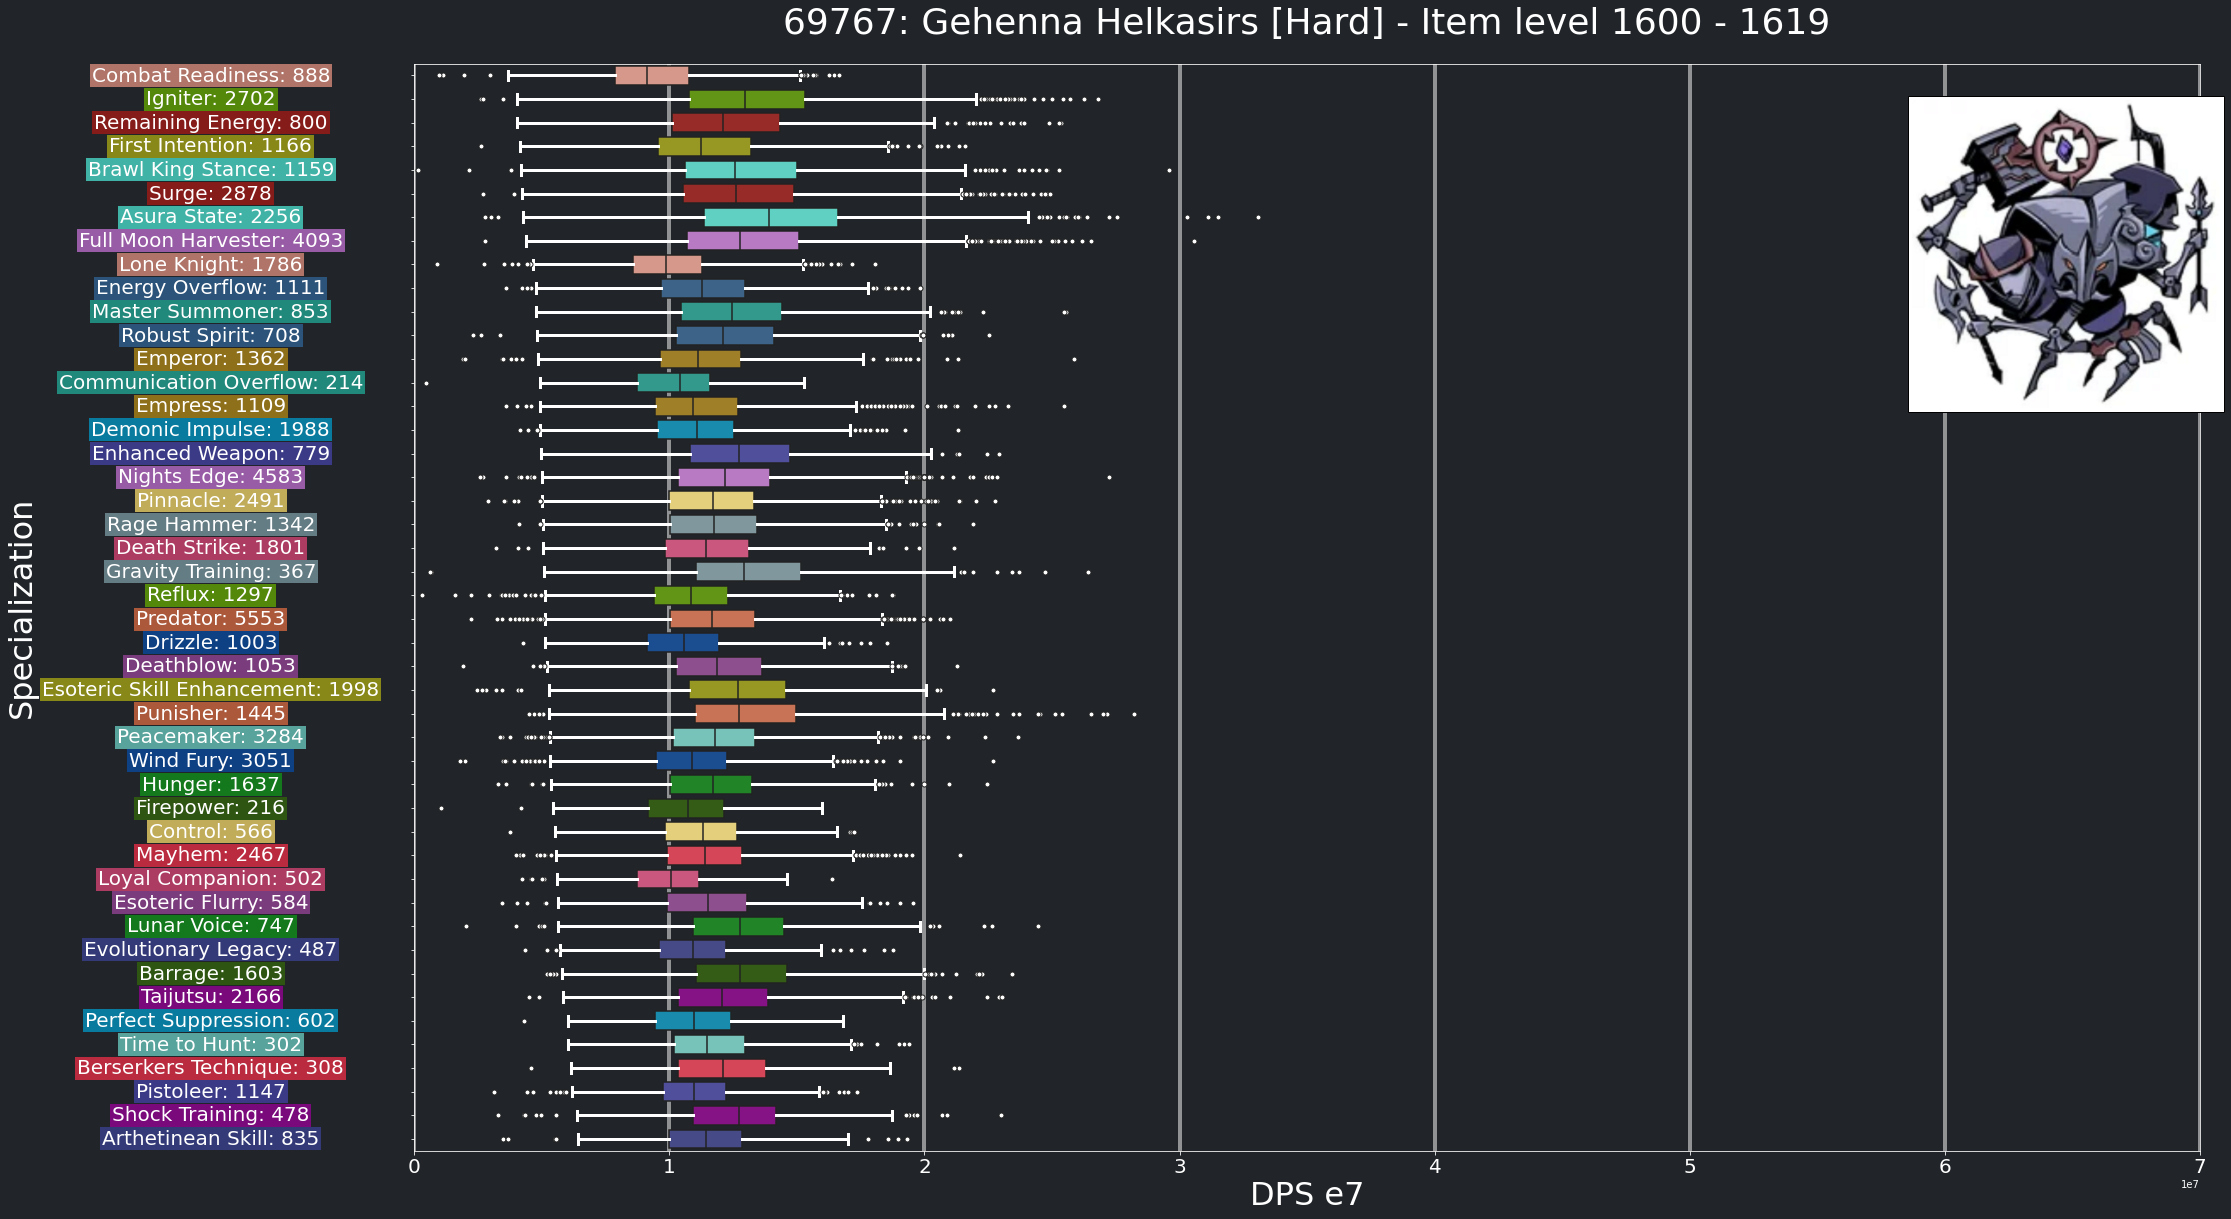 69767: Gehenna Helkasirs [Hard] - Item level 1600 - 1619
Specialization
Combat Readiness: 888
Igniter: 2702
Remaining Energy: 800
First Intention: 1166
Brawl King Stance: 1159
Surge: 2878
Asura State: 2256
Full Moon Harvester: 4093
Lone Knight: 1786
Energy Overflow: 1111
Master Summoner: 853
Robust Spirit: 708
Emperor: 1362
Communication Overflow: 214
Empress: 1109
Demonic Impulse: 1988
Enhanced Weapon: 779
Nights Edge: 4583
Pinnacle: 2491
Rage Hammer: 1342
Death Strike: 1801
Gravity Training: 367
Reflux: 1297
Predator: 5553
Drizzle: 1003
Deathblow: 1053
Esoteric Skill Enhancement: 1998
Punisher: 1445
Peacemaker: 3284
Wind Fury: 3051
Hunger: 1637
Firepower: 216
Control: 566
Mayhem: 2467
Loyal Companion: 502
Esoteric Flurry: 584
Lunar Voice: 747
Evolutionary Legacy: 487
Barrage: 1603
Taijutsu: 2166
Perfect Suppression: 602
Time to Hunt: 302
Berserkers Technique: 308
Pistoleer: 1147
Shock Training: 478
Arthetinean Skill: 835
0 1 2 3 4 5 6 7
1e7
DPS e7